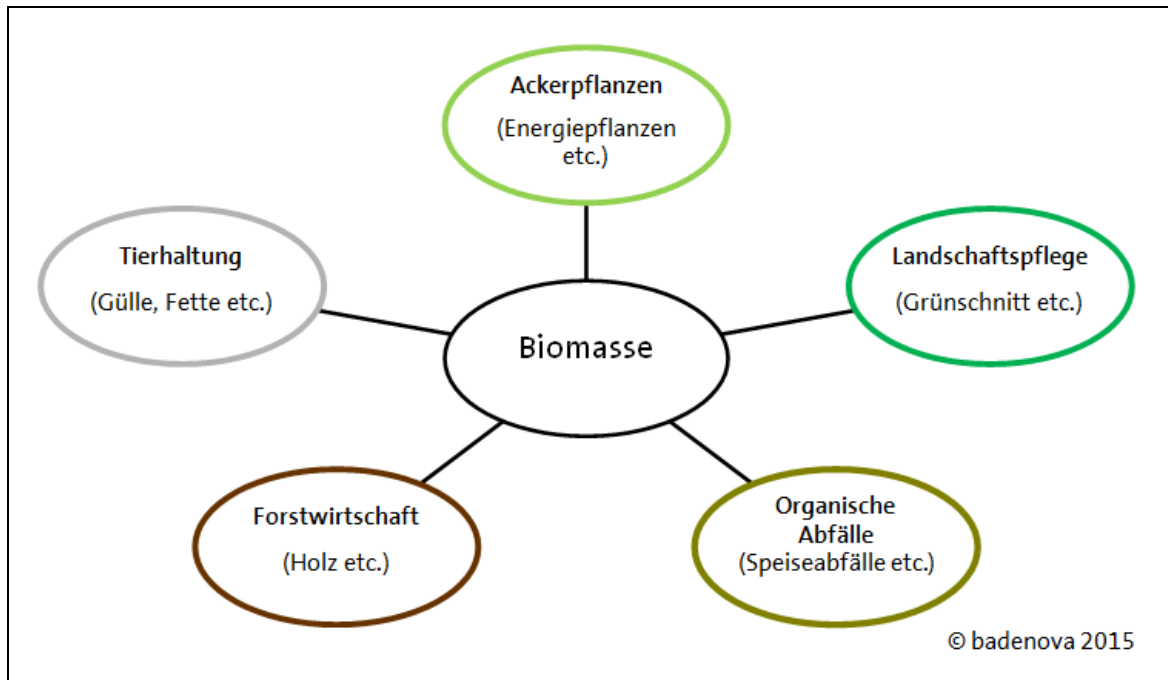 Ackerpflanzen
(Energiepflanzen
etc.)
Tierhaltung
(Gülle, Fette etc.)
Landschaftspflege
(Grünschnitt etc.)
Biomasse
Forstwirtschaft
(Holz etc.)
Organische
Abfälle
(Speiseabfälle etc.)
© badenova 2015